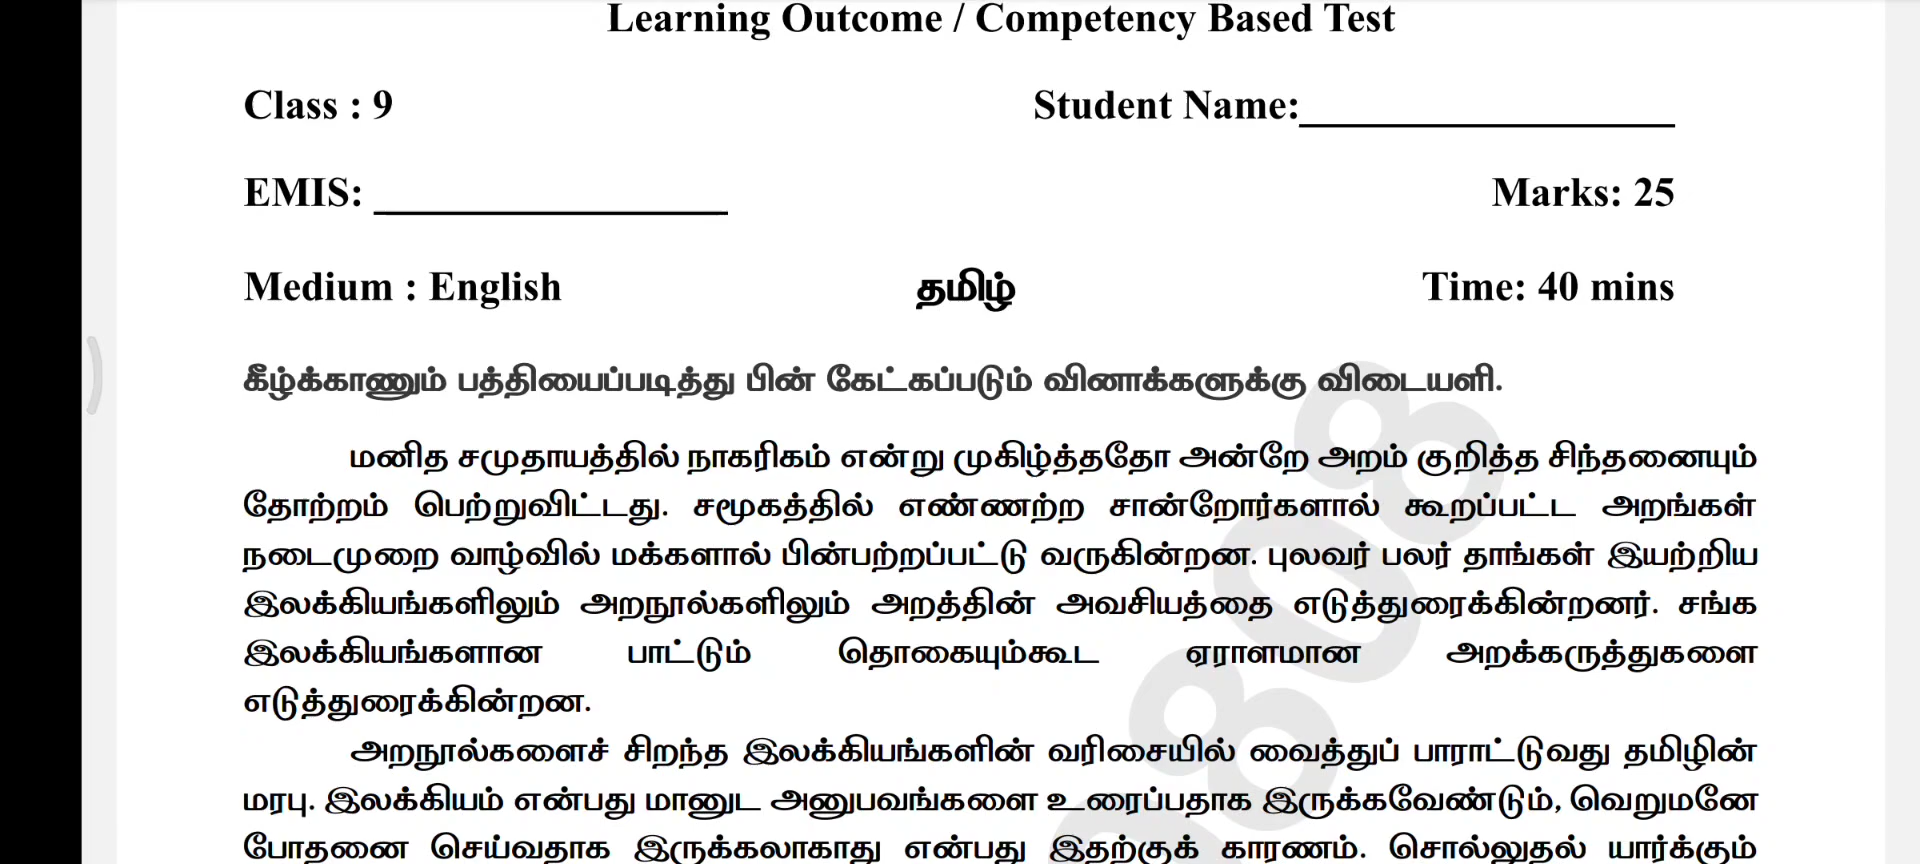 Learning Outcome / Competency Based Test
Class : 9 Student Name:____________________
EMIS: ___________________ Marks: 25
Medium : English தமிழ் Time: 40 mins
கீழ்க்காணும் பத்தியைப்படித்து பின் கேட்கப்படும் வினாக்களுக்கு விடையளி.
மனித சமுதாயத்தில் நாகரிகம் என்று முகிழ்த்ததோ அன்றே அறம் குறித்த சிந்தனையும்
தோற்றம் பெற்றுவிட்டது. சமூகத்தில் எண்ணற்ற சான்றோர்களால் கூறப்பட்ட அறங்கள்
நடைமுறை வாழ்வில் மக்களால் பின்பற்றப்பட்டு வருகின்றன. புலவர் பலர் தாங்கள் இயற்றிய
இலக்கியங்களிலும் அறநூல்களிலும் அறத்தின் அவசியத்தை எடுத்துரைக்கின்றனர். சங்க
இலக்கியங்களான பாட்டும் தொகையும்கூட ஏராளமான அறக்கருத்துகளை
எடுத்துரைக்கின்றன.
அறநூல்களைச் சிறந்த இலக்கியங்களின் வரிசையில் வைத்துப் பாராட்டுவது தமிழின்
மரபு. இலக்கியம் என்பது மானுட அனுபவங்களை உரைப்பதாக இருக்கவேண்டும், வெறுமனே
போதனை செய்வதாக இருக்கலாகாது என்பது இதற்குக் காரணம். சொல்லுதல் யார்க்கும்